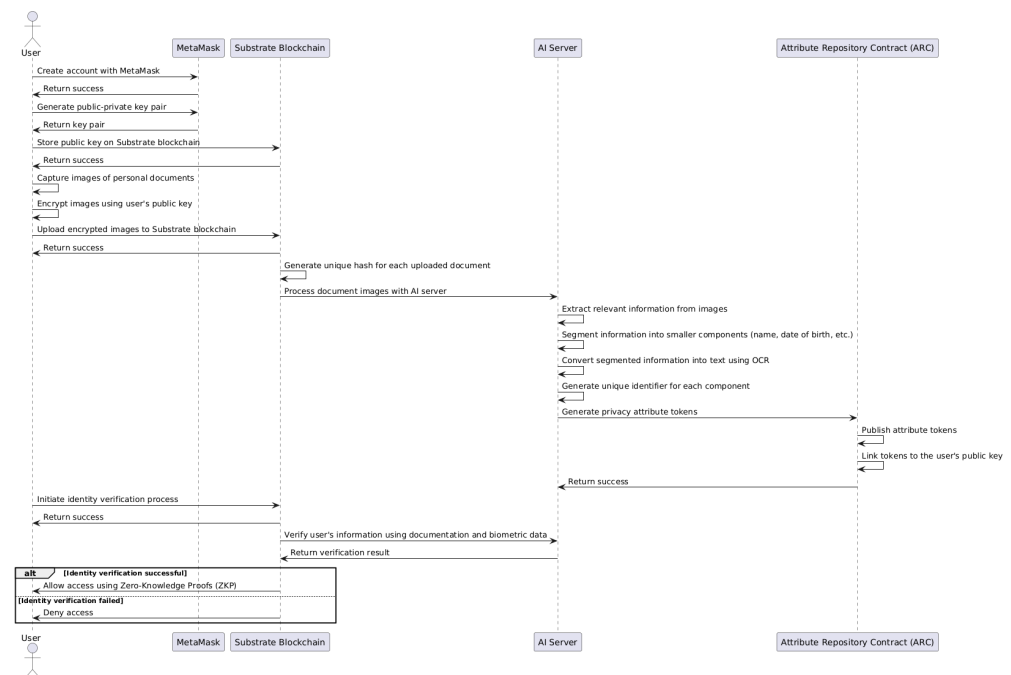 User
MetaMask
Substrate Blockchain
AI Server
Attribute Repository Contract (ARC)
Create account with MetaMask
Return success
Generate public-private key pair
Return key pair
Store public key on Substrate blockchain
Return success
Capture images of personal documents
Encrypt images using user's public key
Upload encrypted images to Substrate blockchain
Return success
Generate unique hash for each uploaded document
Process document images with AI server
Extract relevant information from images
Segment information into smaller components (name, date of birth, etc.)
Convert segmented information into text using OCR
Generate unique identifier for each component
Generate privacy attribute tokens
Publish attribute tokens
Link tokens to the user's public key
Return success
Initiate identity verification process
Return success
Verify user's information using documentation and biometric data
Return verification result
alt [Identity verification successful]
Allow access using Zero-Knowledge Proofs (ZKP)
[Identity verification failed]
Deny access
User
MetaMask
Substrate Blockchain
AI Server
Attribute Repository Contract (ARC)